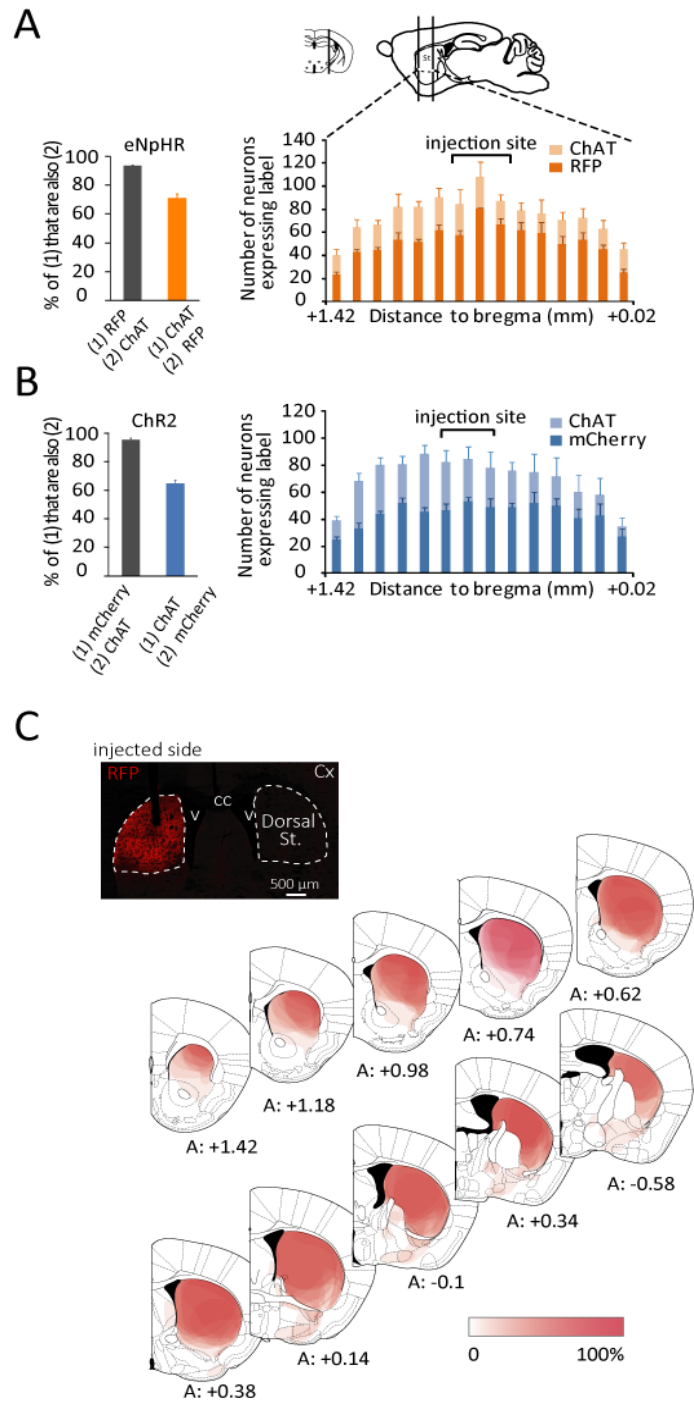 A
St.
eNpHR
% of (1) that are also (2)
100
80
60
40
20
0
(1) RFP
(2) ChAT
(1) ChAT
(2) RFP
Number of neurons
expressing label
140
120
100
80
60
40
20
0
injection site
ChAT
RFP
+1.42
Distance to bregma (mm)
+0.02
B
ChR2
% of (1) that are also (2)
100
80
60
40
20
0
(1) mCherry
(2) ChAT
(1) ChAT
(2) mCherry
Number of neurons
expressing label
120
100
80
60
40
20
0
injection site
ChAT
mCherry
+1.42
Distance to bregma (mm)
+0.02
C
injected side
RFP
Cx
cc
v
v
Dorsal
St.
500 µm
A: +0.62
A: +0.74
A: +0.98
A: +1.18
A: +1.42
A: -0.58
A: +0.34
A: -0.1
A: +0.14
A: +0.38
0
100%